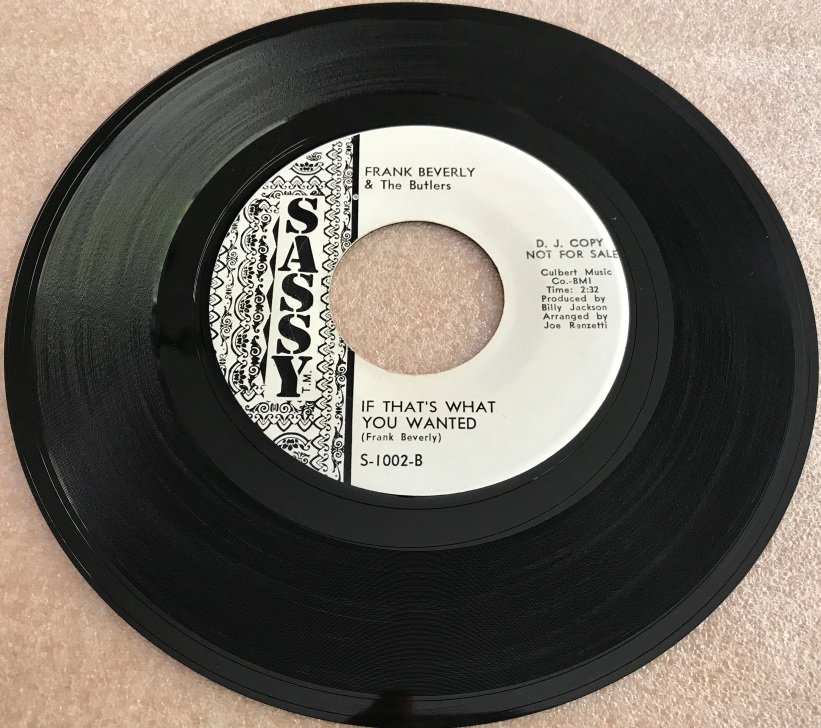 SASSY
T.M.
FRANK BEVERLY
& The Butlers
D. J. COPY
NOT FOR SALE
Culbert Music
Co.-BMI
Time: 2:32
Produced by
Billy Jackson
Arranged by
Joe Renzetti
IF THAT'S WHAT
YOU WANTED
(Frank Beverly)
S-1002-B